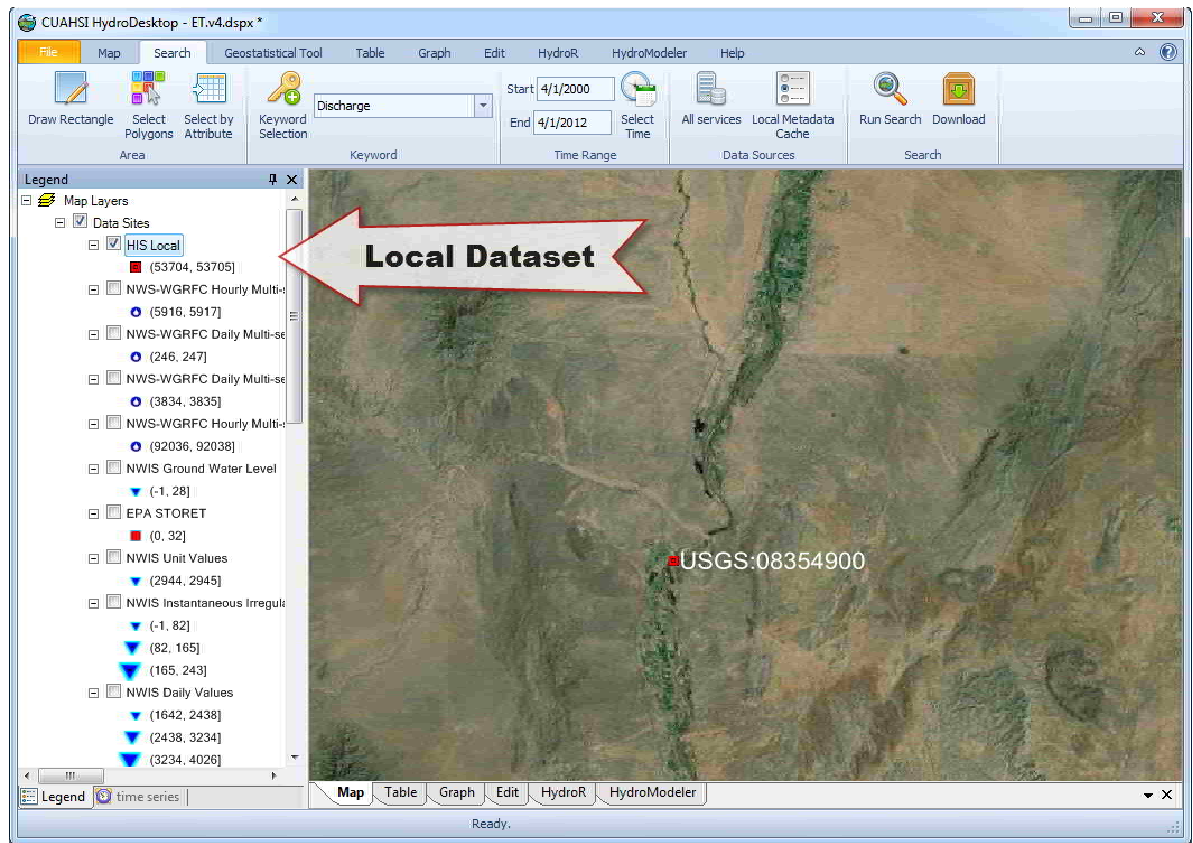 CUAHSI HydroDesktop - ET.v4.dspx *
File Map Search Geostatistical Tool Table Graph Edit HydroR HydroModeler Help
Draw Rectangle
Select Polygons
Select by Attribute
Area
Keyword Selection
Discharge
Keyword
Start 4/1/2000
End 4/1/2012
Select Time
Time Range
All services
Local Metadata Cache
Data Sources
Run Search
Download
Search
Legend
Map Layers
Data Sites
HIS Local
(53704, 53705]
NWS-WGRFC Hourly Multi-s
(5916, 5917]
NWS-WGRFC Daily Multi-se
(246, 247]
NWS-WGRFC Daily Multi-se
(3834, 3835]
NWS-WGRFC Hourly Multi-s
(92036, 92038]
NWIS Ground Water Level
(-1, 28]
EPA STORET
(0, 32]
NWIS Unit Values
(2944, 2945]
NWIS Instantaneous Irregula
(-1, 82]
(82, 165]
(165, 243]
NWIS Daily Values
(1642, 2438]
(2438, 3234]
(3234, 4026]
Legend time series
Local Dataset
USGS:08354900
Map Table Graph Edit HydroR HydroModeler
Ready.